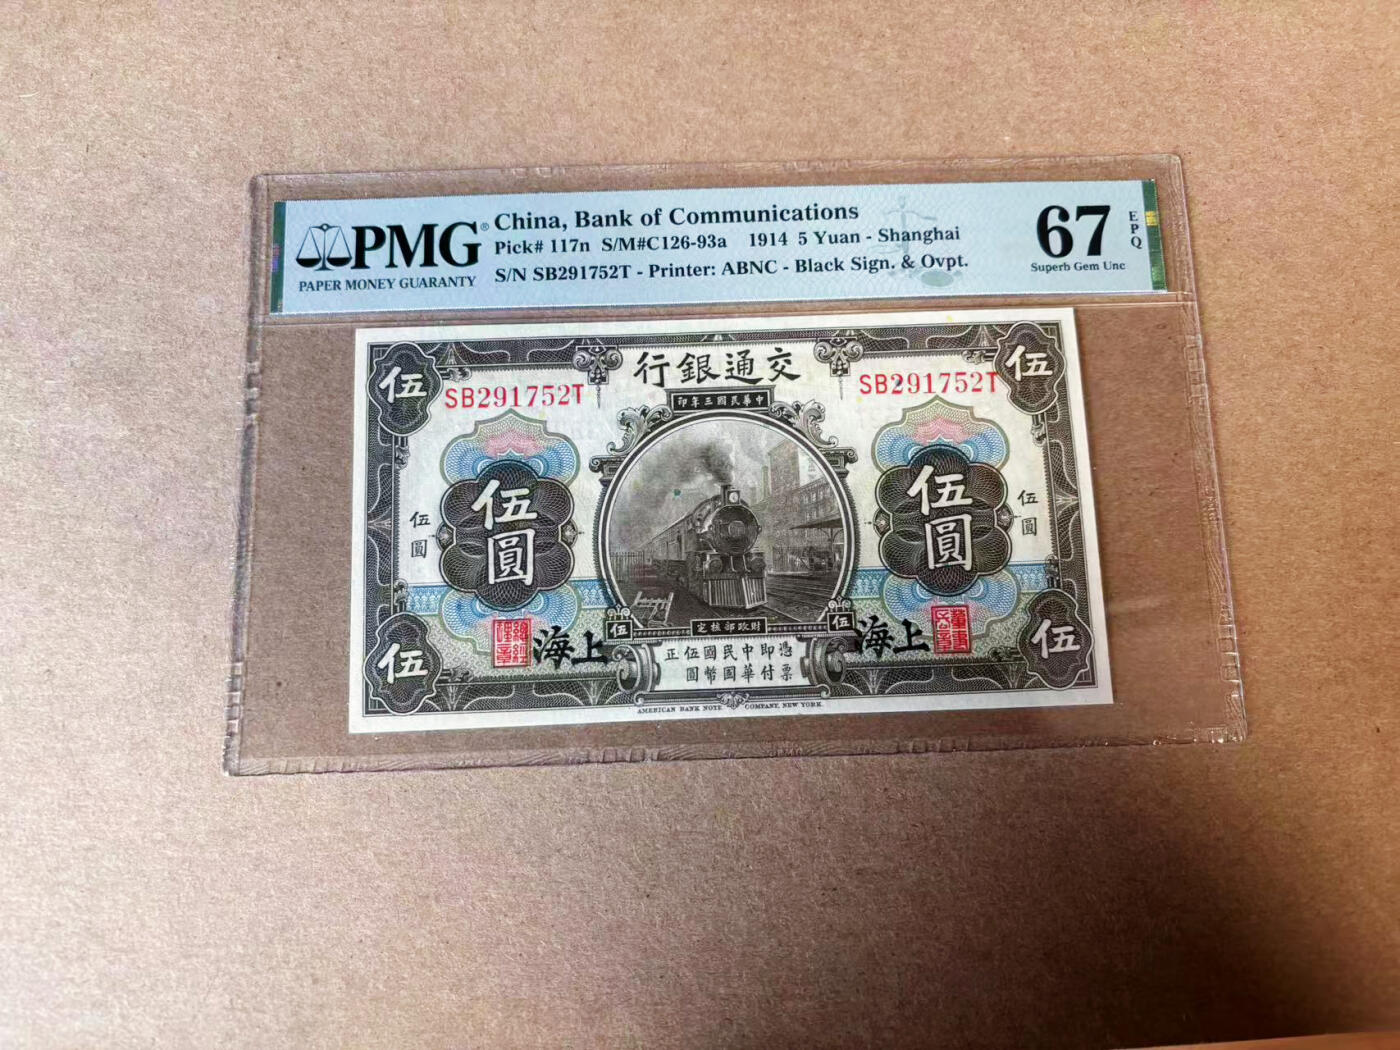 PMG®
PAPER MONEY GUARANTY
China, Bank of Communications
Pick# 117n S/M#C126-93a 1914 5 Yuan - Shanghai
S/N SB291752T - Printer: ABNC - Black Sign. & Ovpt.
67
EPQ
Superb Gem Unc
伍
行銀通交
伍
SB291752T
SB291752T
印年三國民華中
伍圓
伍圓
伍圓
伍圓
總經理章
海上
伍
定核部政財
伍
海上
正伍國民中即憑
圓幣國華付票
伍
伍
AMERICAN BANK NOTE COMPANY, NEW YORK.